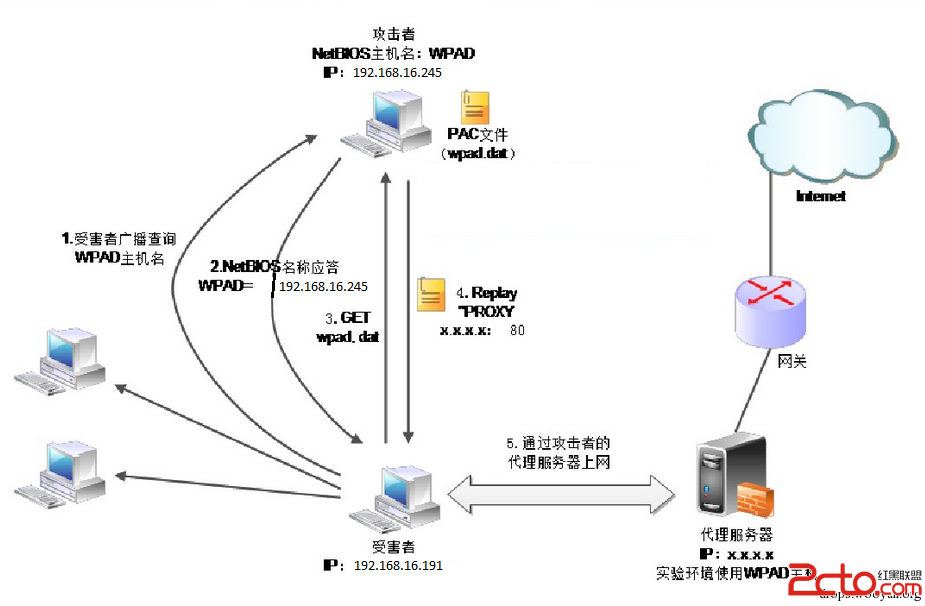 攻击者
NetBIOS主机名：WPAD
IP：192.168.16.245
PAC文件
（wpad.dat）
Internet
1.受害者广播查询
WPAD主机名
2.NetBIOS名称应答
WPAD=192.168.16.245
3. GET
wpad.dat
4. Replay
"PROXY
x.x.x.x： 80
网关
5. 通过攻击者的
代理服务器上网
受害者
IP：192.168.16.191
代理服务器
IP：x.x.x.x
实验环境使用WPAD主
2cto.com
红黑联盟
drops.wooyun.org